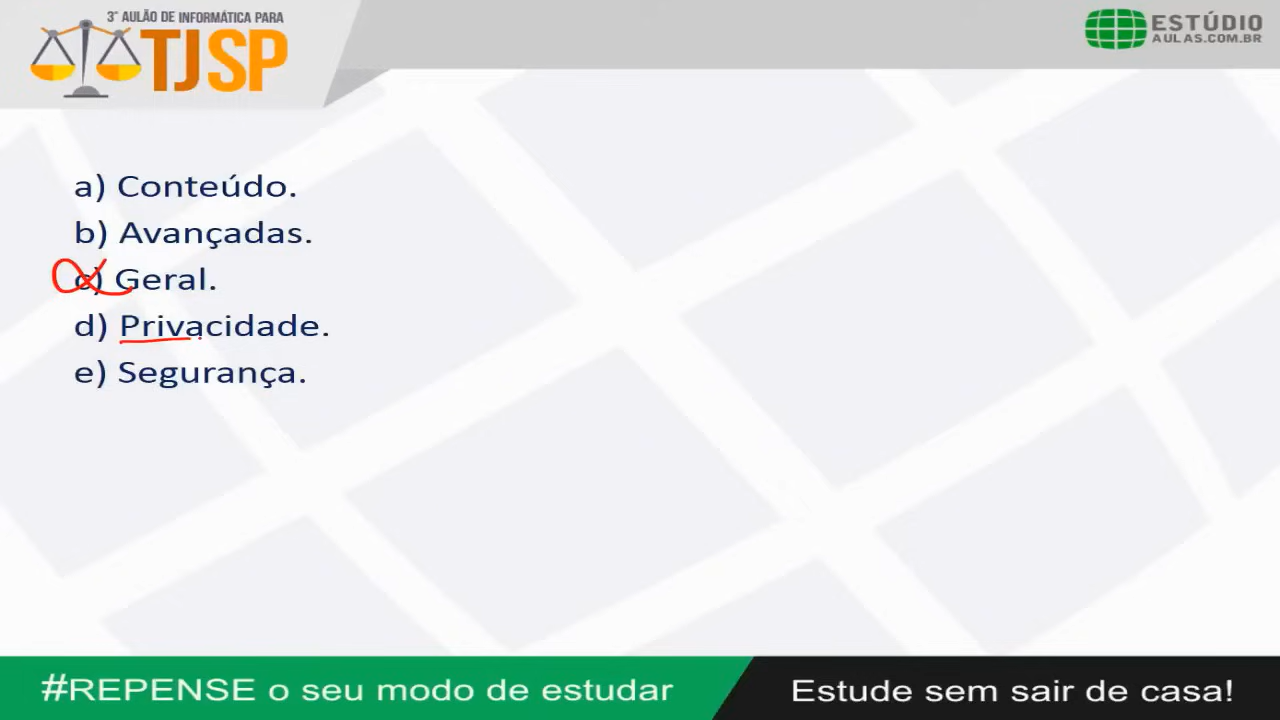 3° AULÃO DE INFORMÁTICA PARA
TJSP
ESTÚDIO
AULAS.COM.BR
a) Conteúdo.
b) Avançadas.
c) Geral.
d) Privacidade.
e) Segurança.
#REPENSE o seu modo de estudar
Estude sem sair de casa!